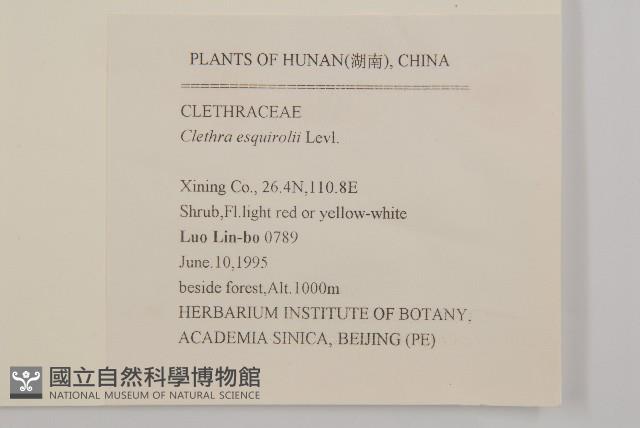 PLANTS OF HUNAN(湖南), CHINA
==========================================
CLETHRACEAE
Clethra esquirolii Levl.
Xining Co., 26.4N,110.8E
Shrub,Fl.light red or yellow-white
Luo Lin-bo 0789
June.10,1995
beside forest,Alt.1000m
HERBARIUM INSTITUTE OF BOTANY,
ACADEMIA SINICA, BEIJING (PE)
國立自然科學博物館
NATIONAL MUSEUM OF NATURAL SCIENCE